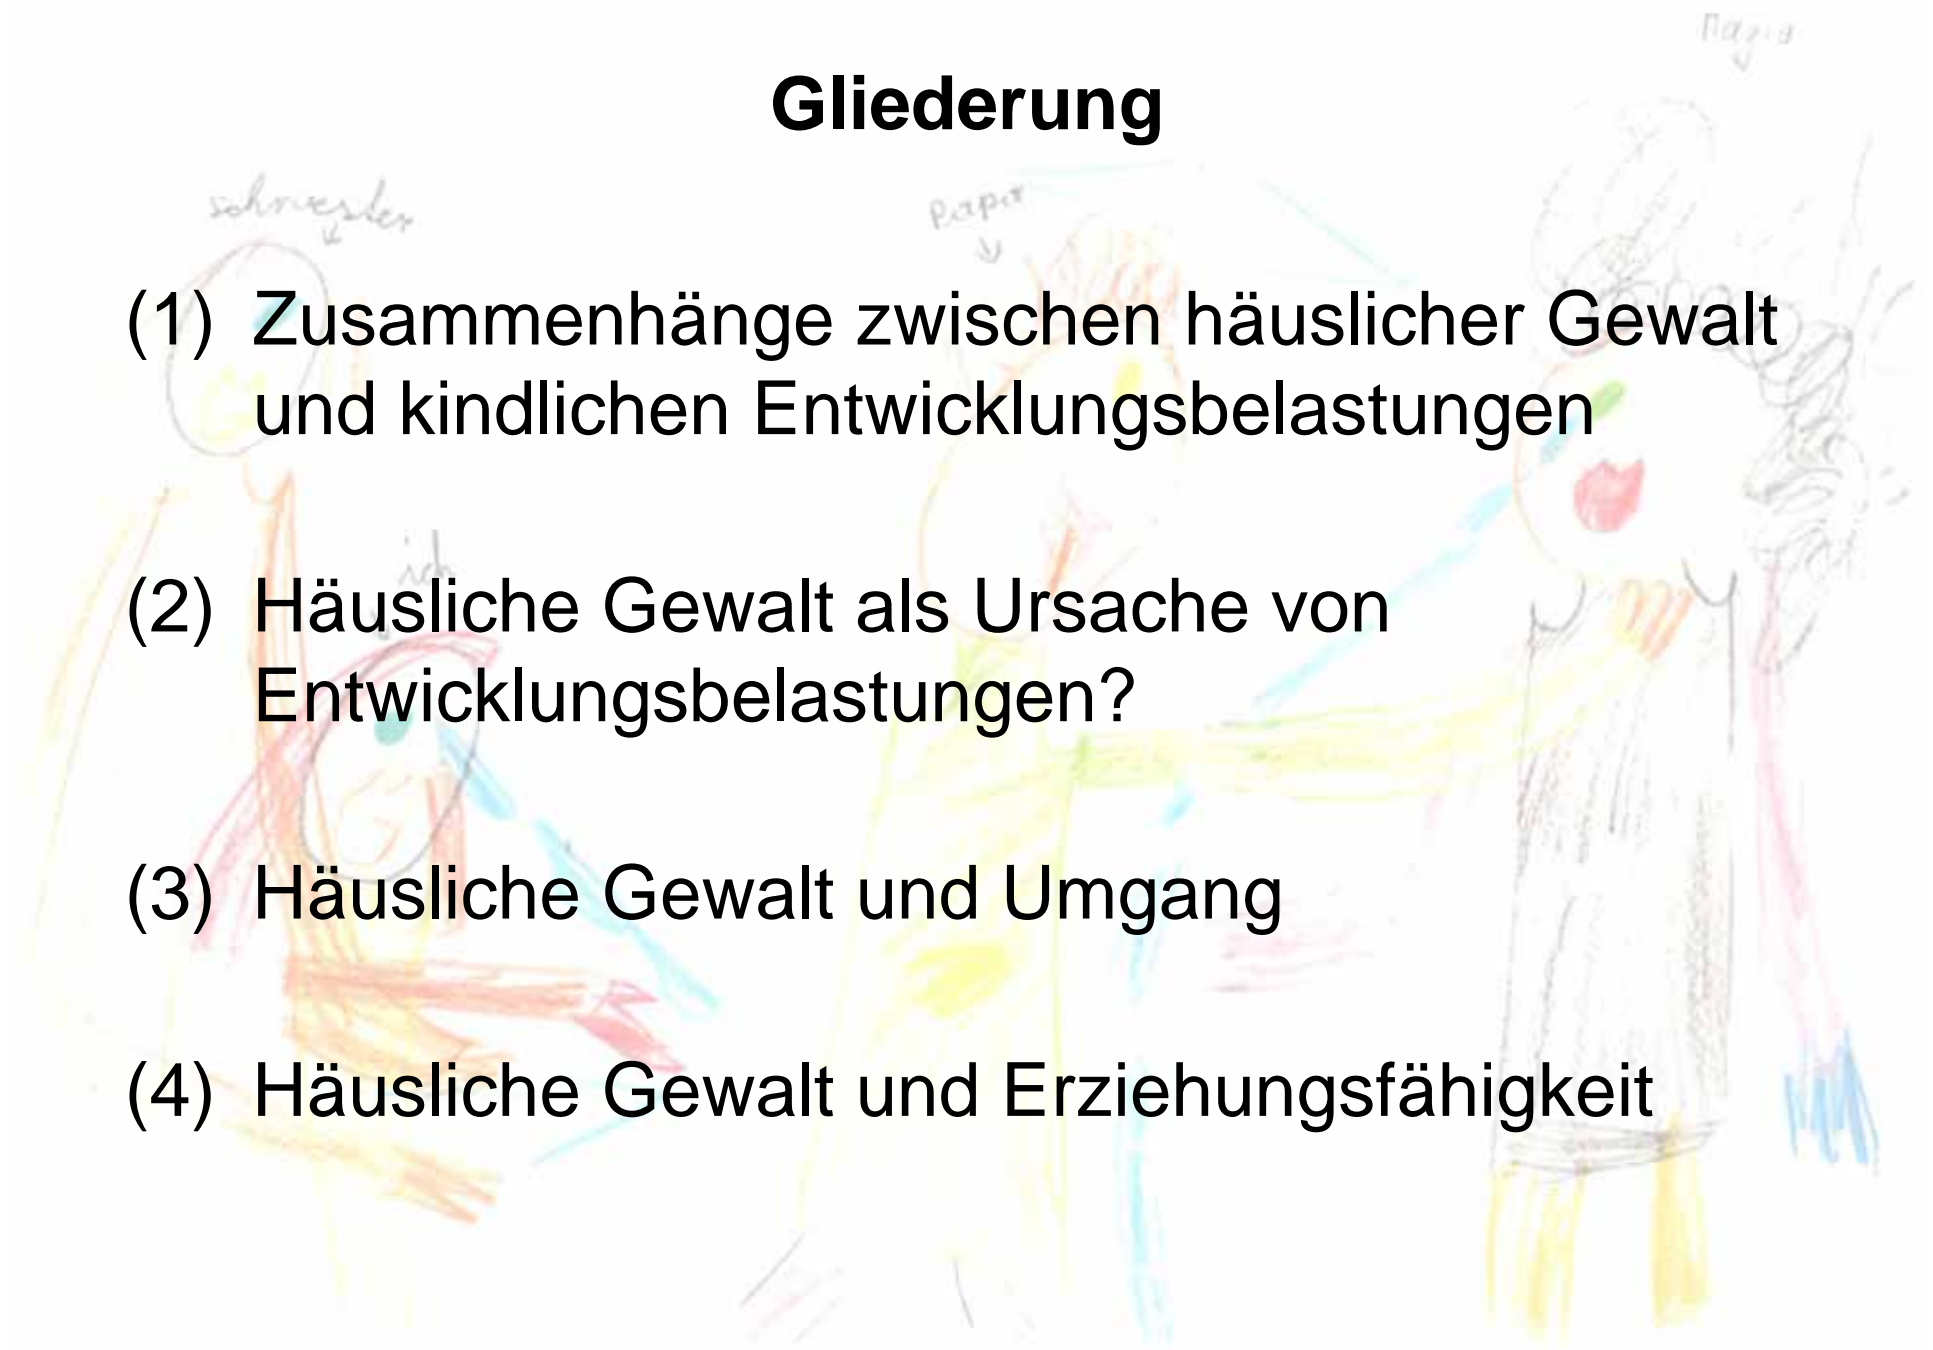 Gliederung
schwester
Papa
(1) Zusammenhänge zwischen häuslicher Gewalt
und kindlichen Entwicklungsbelastungen
ich
(2) Häusliche Gewalt als Ursache von
Entwicklungsbelastungen?
(3) Häusliche Gewalt und Umgang
(4) Häusliche Gewalt und Erziehungsfähigkeit